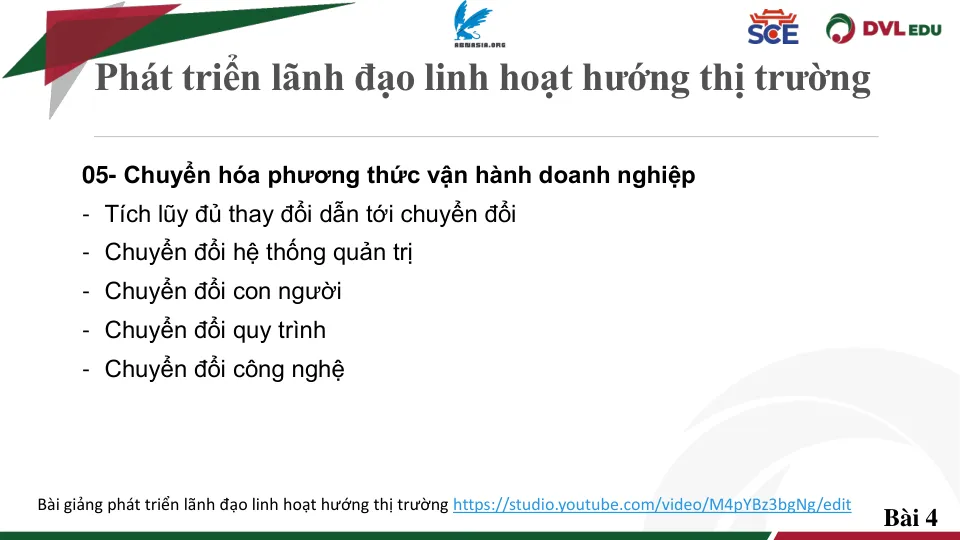 AGNASIA.ORG
SCE
DVL EDU
Phát triển lãnh đạo linh hoạt hướng thị trường
05- Chuyển hóa phương thức vận hành doanh nghiệp
- Tích lũy đủ thay đổi dẫn tới chuyển đổi
- Chuyển đổi hệ thống quản trị
- Chuyển đổi con người
- Chuyển đổi quy trình
- Chuyển đổi công nghệ
Bài giảng phát triển lãnh đạo linh hoạt hướng thị trường https://studio.youtube.com/video/M4pYBz3bgNg/edit
Bài 4